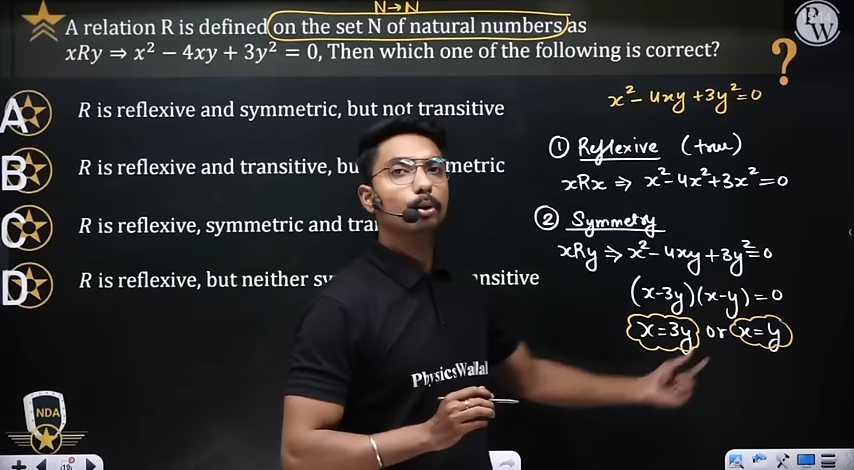 N→N
A relation R is defined on the set N of natural numbers as
xRy ⇒ x² − 4xy + 3y² = 0, Then which one of the following is correct?
PW
?
x² − 4xy + 3y² = 0
A R is reflexive and symmetric, but not transitive
B R is reflexive and transitive, bu metric
C R is reflexive, symmetric and tra
D R is reflexive, but neither sy nsitive
① Reflexive (true)
xRx ⇒ x² − 4x² + 3x² = 0
② Symmetry
xRy ⇒ x² − 4xy + 3y² = 0
(x−3y)(x−y) = 0
x=3y or x=y
PhysicsWallah
NDA
19